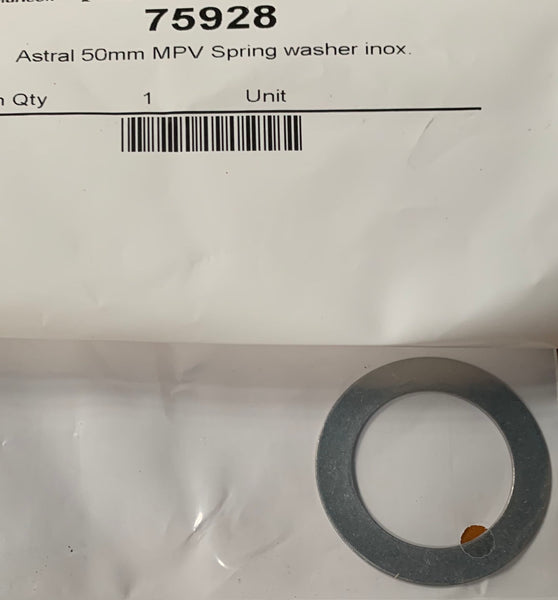 75928
Astral 50mm MPV Spring washer inox.
Qty 1 Unit